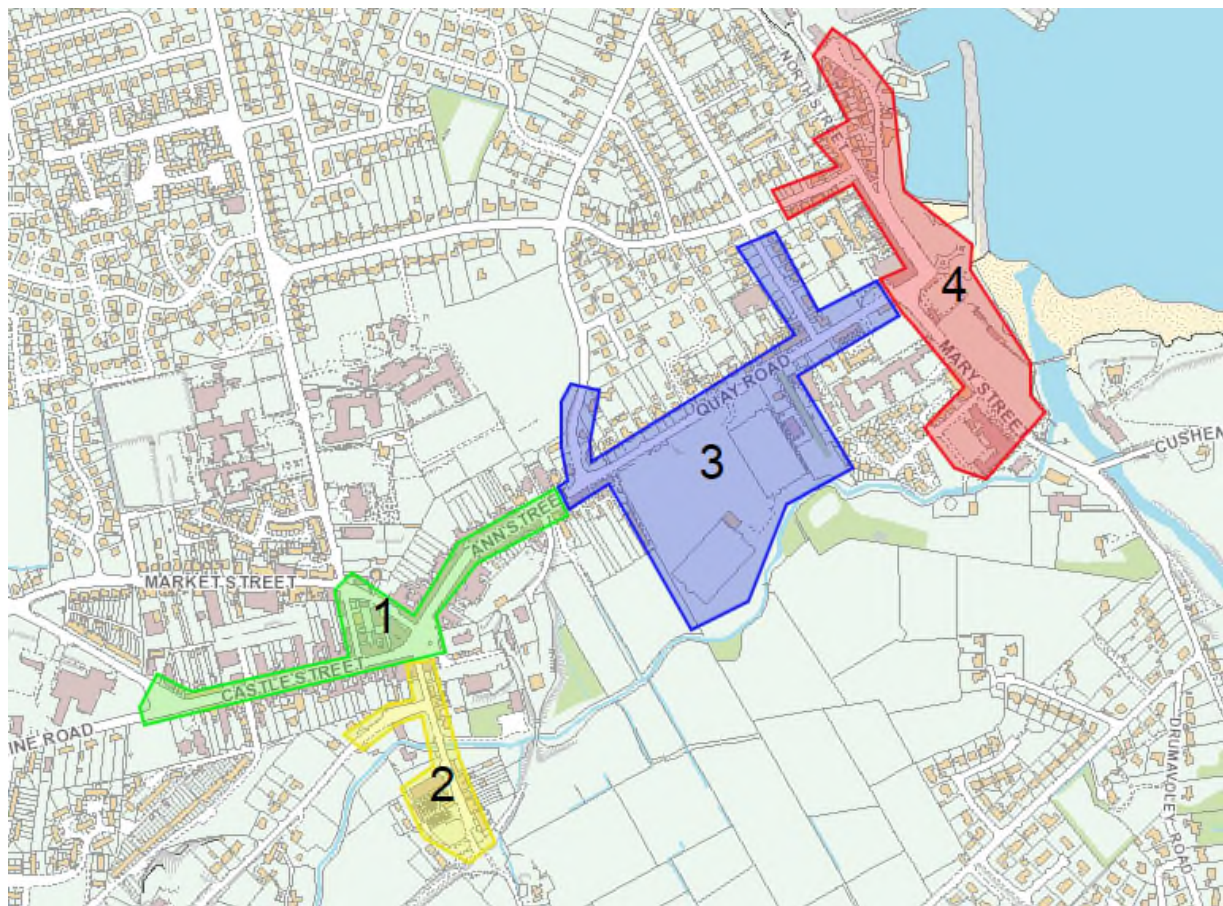 NORTH STREET
4
QUAY ROAD
MARY STREET
3
CUSHEN
ANN'S STREE
MARKET STREET
1
CASTLE STREET
INE ROAD
2
DRUMAVOLEY ROAD